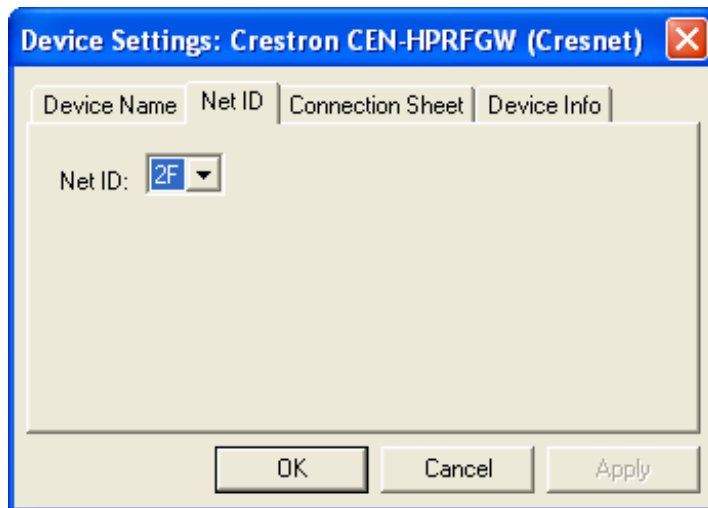 Device Settings: Crestron CEN-HPRFGW (Cresnet)
Device Name Net ID Connection Sheet Device Info
Net ID: 2F
OK Cancel Apply